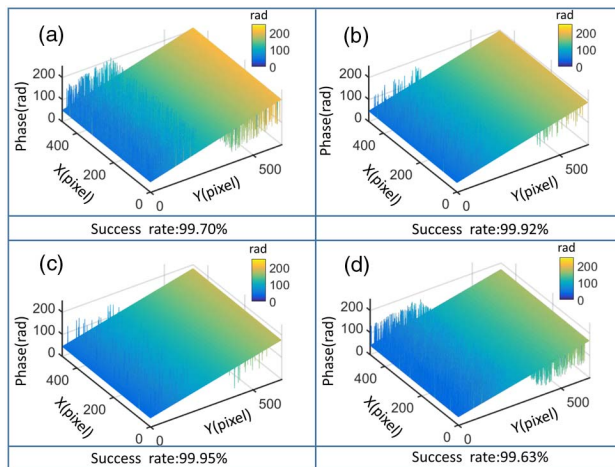 (a)
rad
200
100
0
200
100
0
Phase(rad)
400
200
0
X(pixel)
0
500
Y(pixel)
Success rate:99.70%
(b)
rad
200
100
0
200
100
0
Phase(rad)
400
200
0
X(pixel)
0
500
Y(pixel)
Success rate:99.92%
(c)
rad
200
100
0
200
100
0
Phase(rad)
400
200
0
X(pixel)
0
500
Y(pixel)
Success rate:99.95%
(d)
rad
200
100
0
200
100
0
Phase(rad)
400
200
0
X(pixel)
0
500
Y(pixel)
Success rate:99.63%